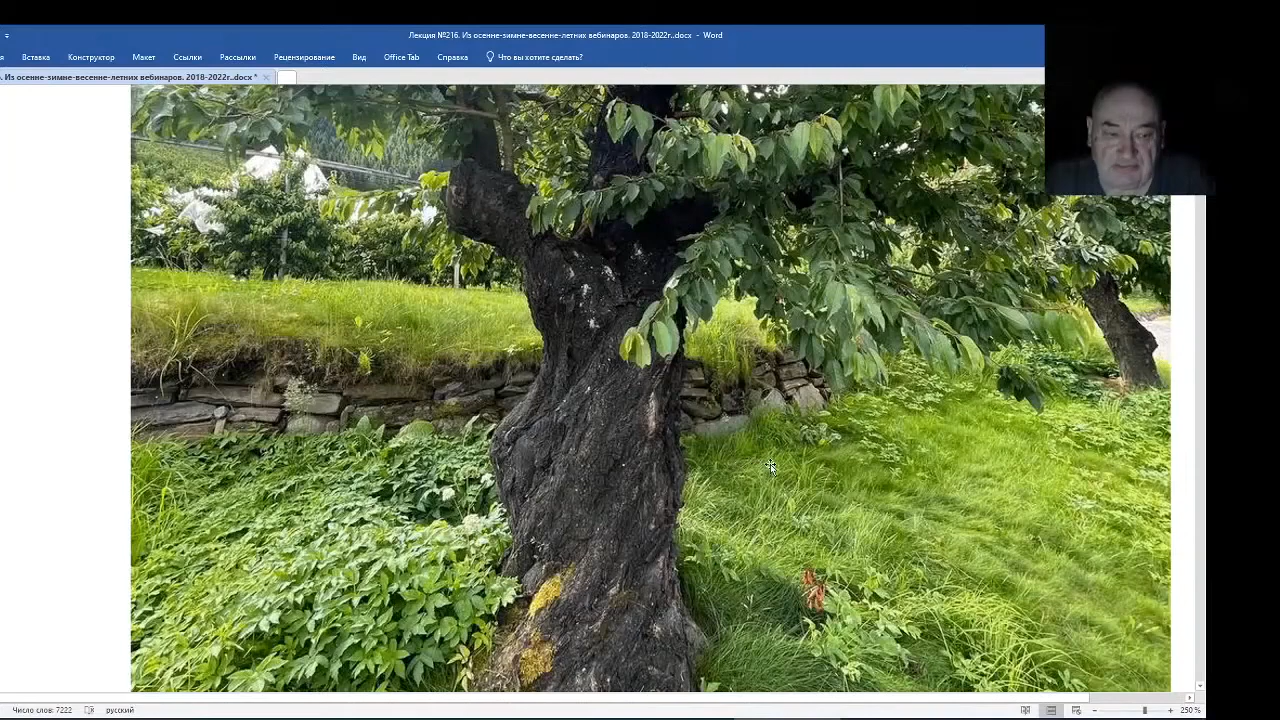 Лекция №216. Из осенне-зимне-весенне-летних вебинаров. 2018-2022г..docx - Word
Вставка Конструктор Макет Ссылки Рассылки Рецензирование Вид Office Tab Справка Что вы хотите сделать?
. Из осенне-зимне-весенне-летних вебинаров. 2018-2022г..docx *
Число слов: 7222 русский 250 %